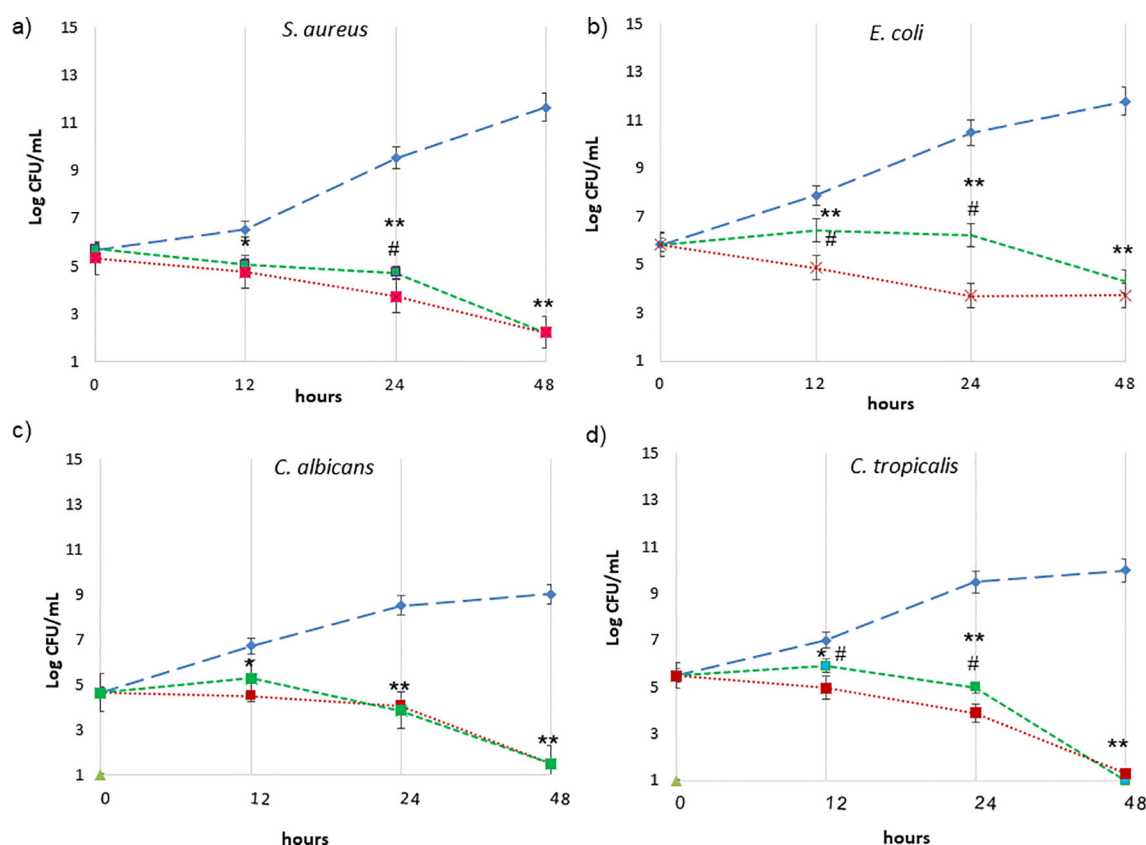 a)
S. aureus
15
13
11
9
7
5
3
1
Log CFU/mL
*
**
#
**
0 12 24 48
hours
b)
E. coli
15
13
11
9
7
5
3
1
Log CFU/mL
**
#
**
#
**
0 12 24 48
hours
c)
C. albicans
15
13
11
9
7
5
3
1
Log CFU/mL
*
**
**
0 12 24 48
hours
d)
C. tropicalis
15
13
11
9
7
5
3
1
Log CFU/mL
* #
**
#
**
0 12 24 48
hours